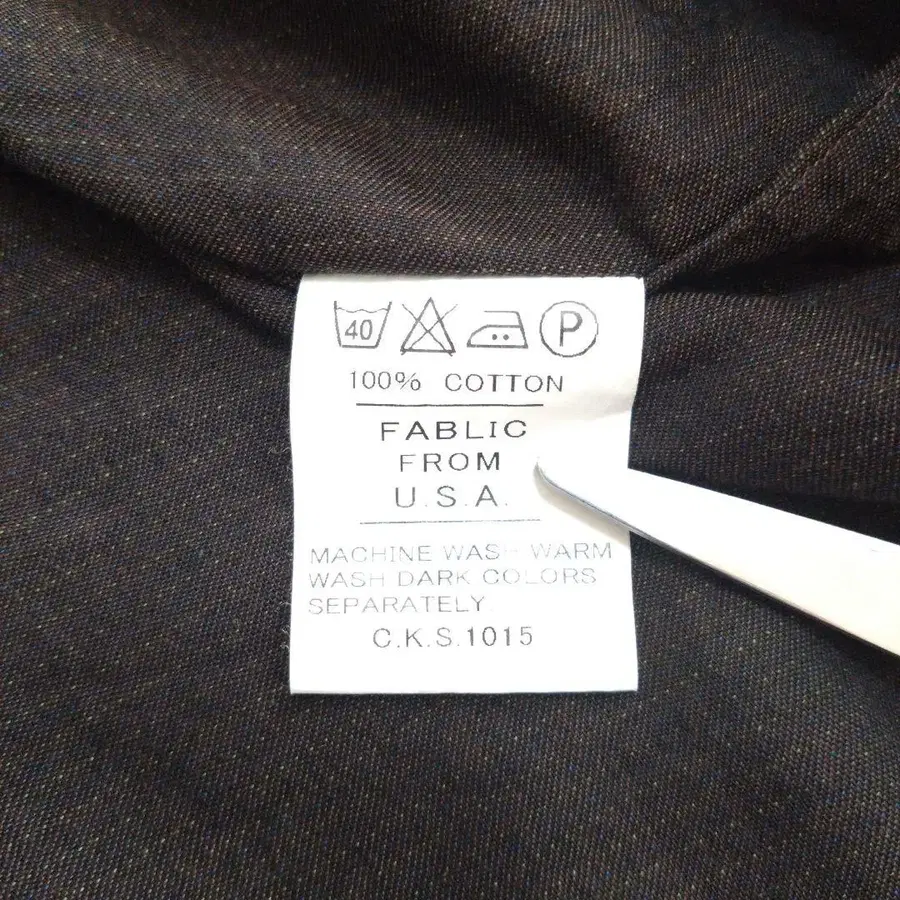 40 P
100% COTTON
FABLIC
FROM
U.S.A.
MACHINE WASH WARM
WASH DARK COLORS
SEPARATELY.
C.K.S.1015